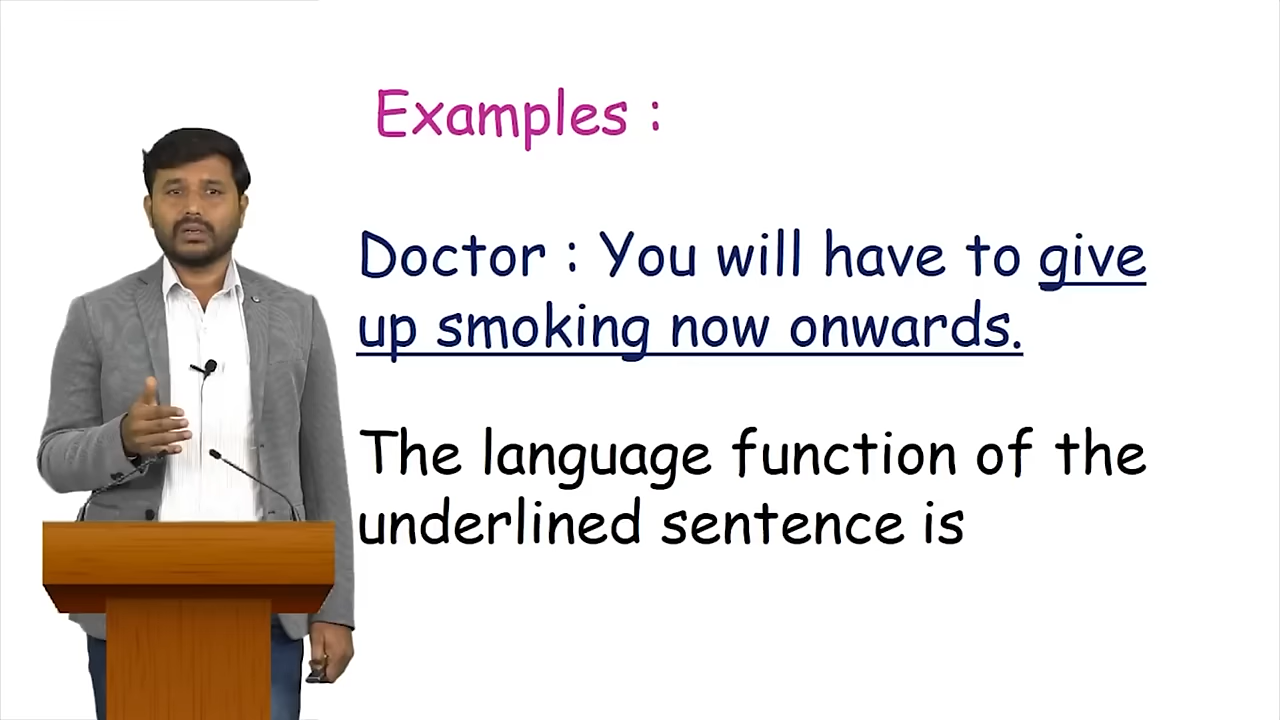 Examples :
Doctor : You will have to give
up smoking now onwards.
The language function of the
underlined sentence is